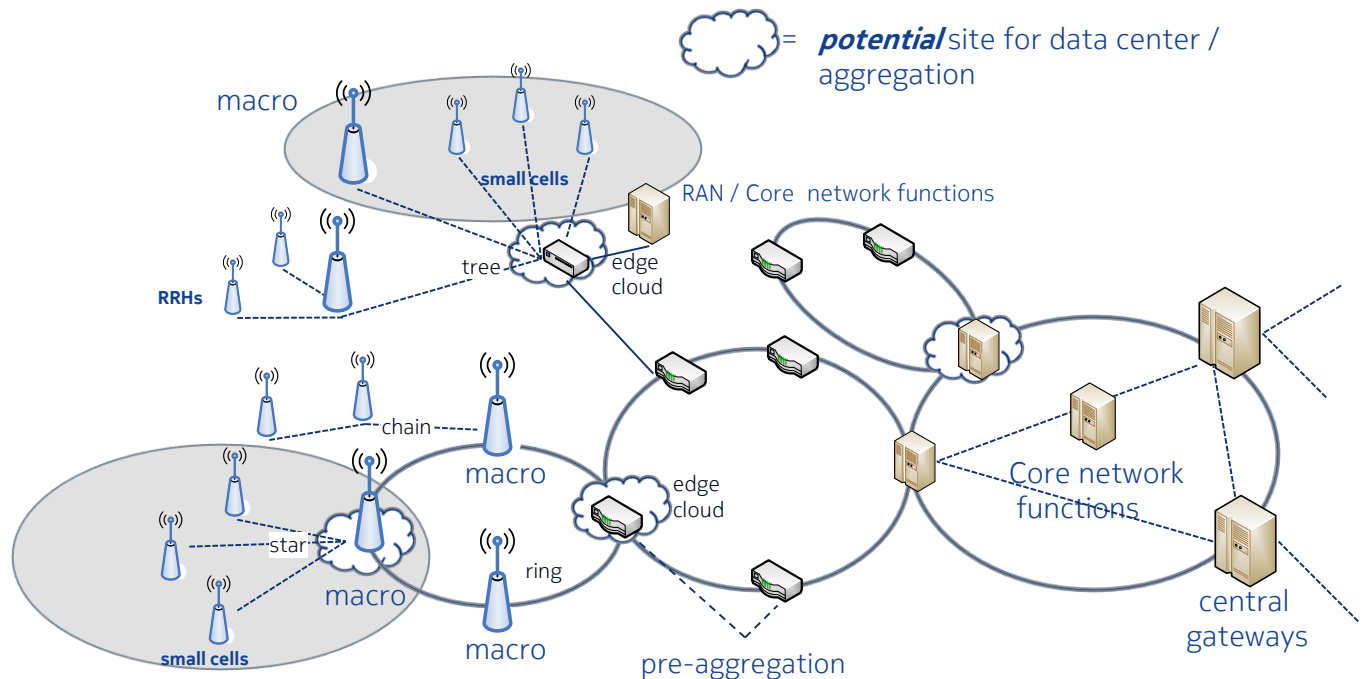 = potential site for data center /
aggregation
macro
small cells
RAN / Core network functions
tree
edge
cloud
RRHs
chain
macro
edge
cloud
Core network
functions
star
ring
macro
macro
small cells
pre-aggregation
central
gateways